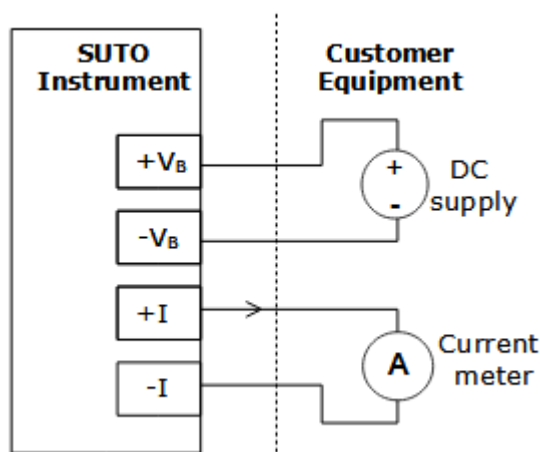 SUTO
Instrument
Customer
Equipment
+VB
-VB
+I
-I
+
-
DC
supply
A
Current
meter